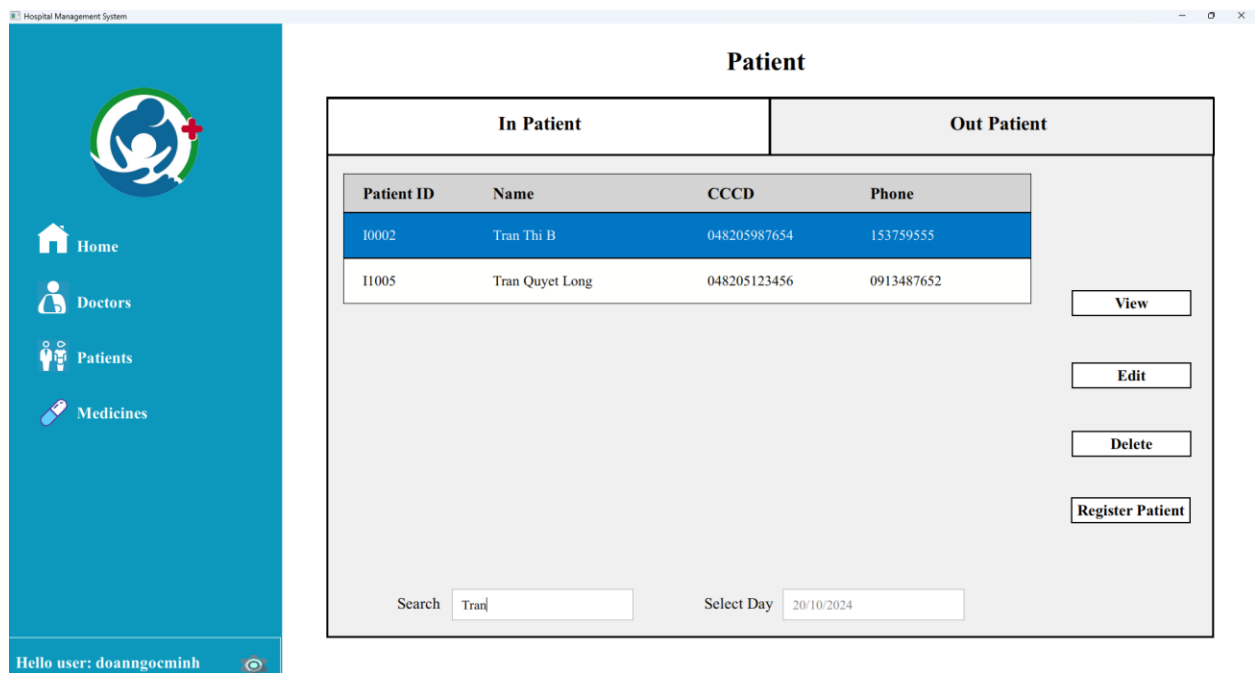 Hospital Management System
Patient
In Patient Out Patient
Patient ID Name CCCD Phone
I0002 Tran Thi B 048205987654 153759555
I1005 Tran Quyet Long 048205123456 0913487652
Home
Doctors
Patients
Medicines
View
Edit
Delete
Register Patient
Search Tran Select Day 20/10/2024
Hello user: doanngocminh